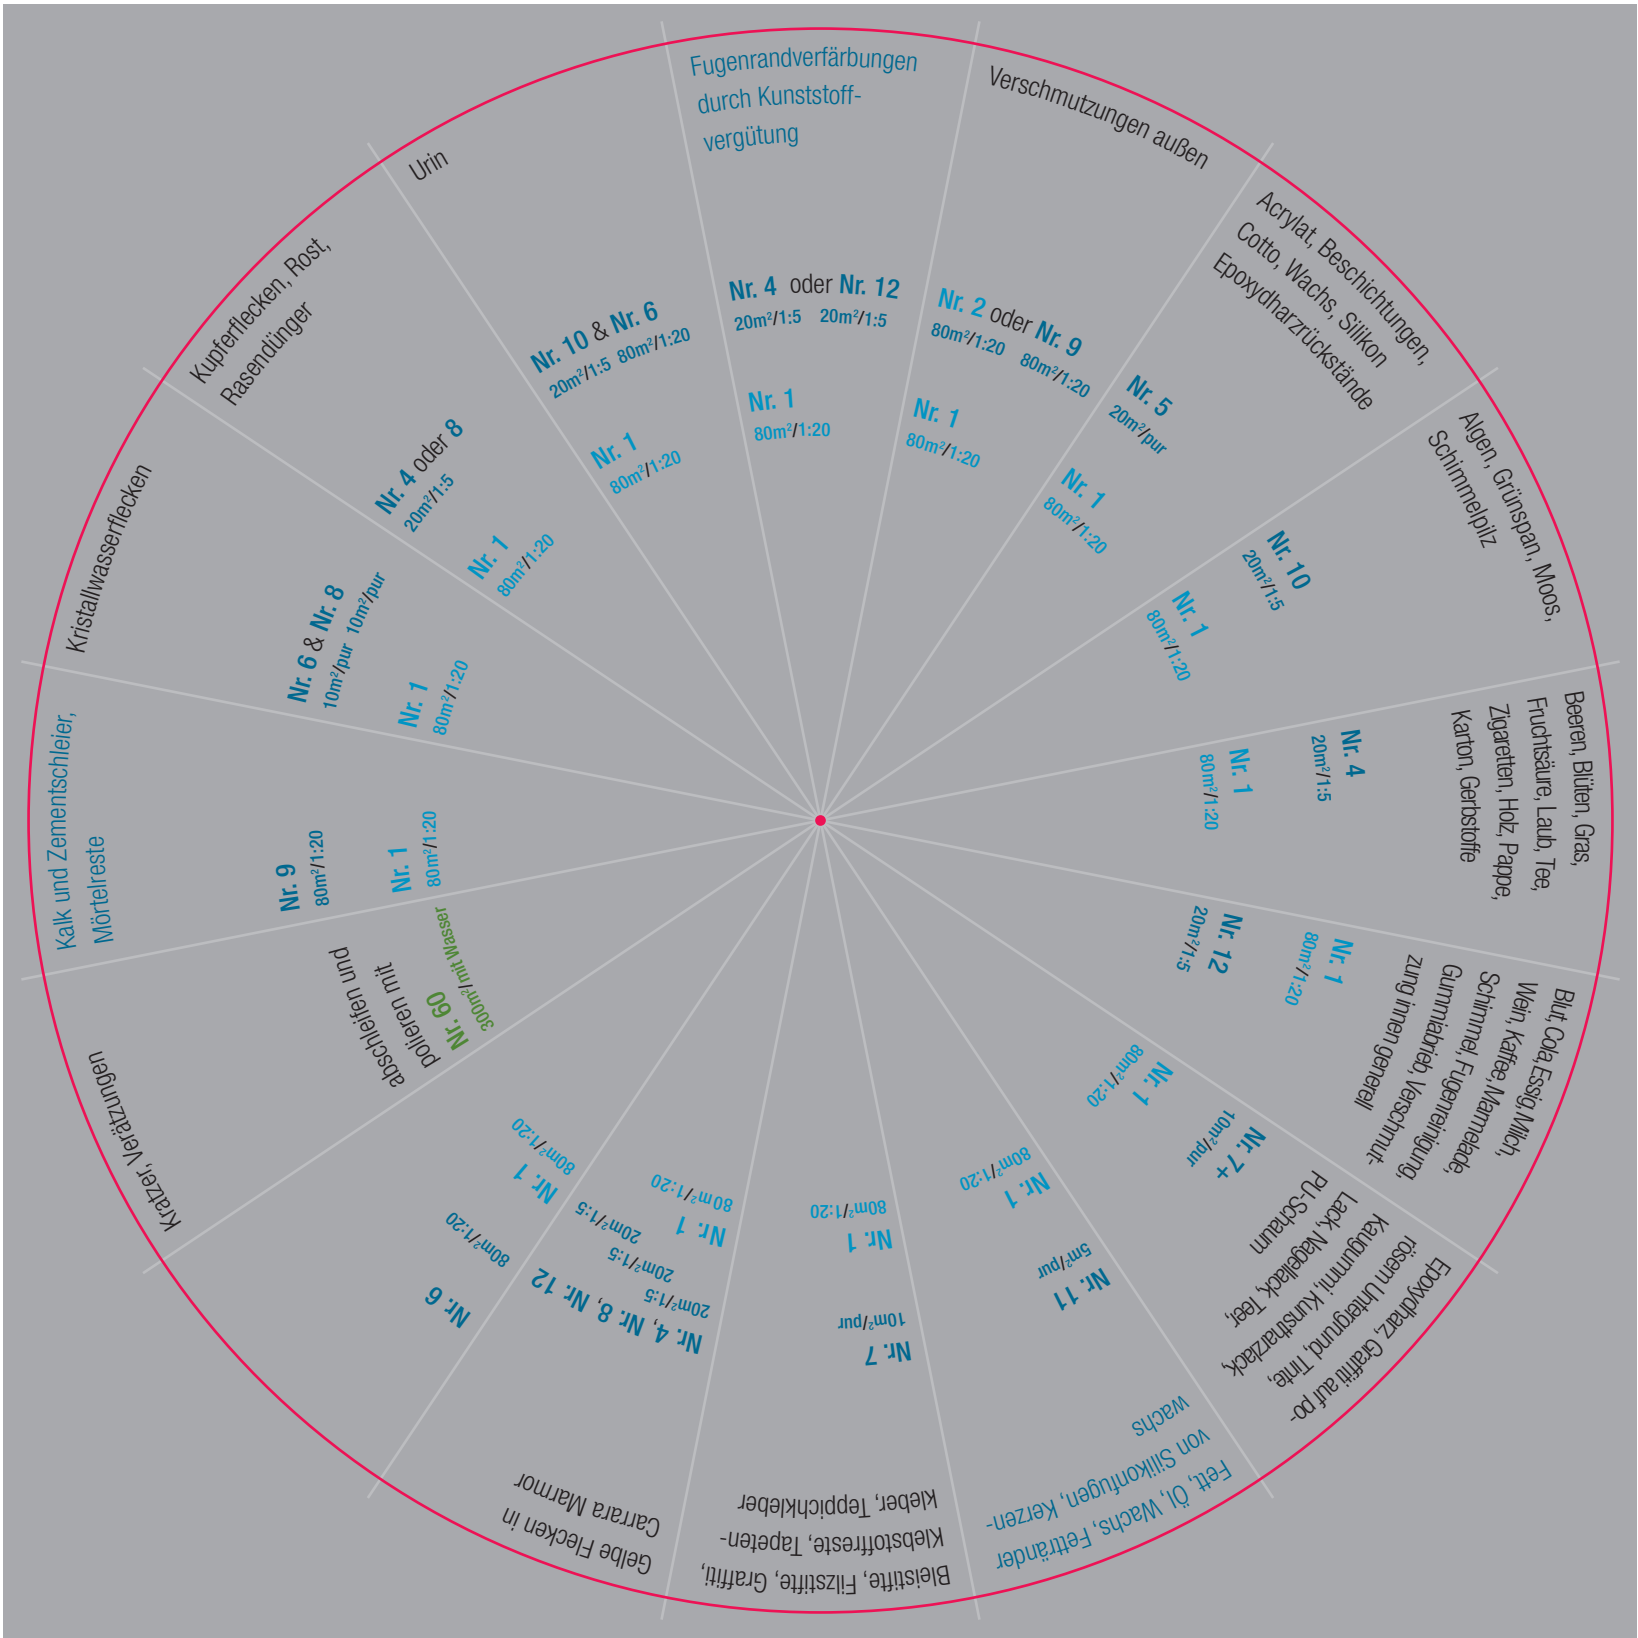 Fugenrandverfärbungen
durch Kunststoff-
vergütung
Nr. 4 oder Nr. 12
20m²/1:5 20m²/1:5
Nr. 1
80m²/1:20
Verschmutzungen außen
Nr. 2 oder Nr. 9
80m²/1:20 80m²/1:20
Nr. 1
80m²/1:20
Acrylat, Beschichtungen,
Cotto, Wachs, Silikon
Epoxydharzrückstände
Nr. 5
20m²/pur
Nr. 1
80m²/1:20
Algen, Grünspan, Moos,
Schimmelpilz
Nr. 10
20m²/1:5
Nr. 1
80m²/1:20
Beeren, Blüten, Gras,
Fruchtsäure, Laub, Tee,
Zigaretten, Holz, Pappe,
Karton, Gerbstoffe
Nr. 4
20m²/1:5
Nr. 1
80m²/1:20
Blut, Cola, Essig, Milch,
Wein, Kaffee, Marmelade,
Schimmel, Fugenreinigung,
Gummiabrieb, Verschmut-
zung innen generell
Nr. 1
80m²/1:20
Nr. 12
20m²/1:5
Epoxydharz, Graffiti auf po-
rösem Untergrund, Tinte,
Kaugummi, Kunstharzlack,
Lack, Nagellack, Teer,
PU-Schaum
Nr. 7+
10m²/pur
Nr. 1
80m²/1:20
Fett, Öl, Wachs, Fettränder
von Silikonfugen, Kerzen-
wachs
Nr. 11
5m²/pur
Nr. 1
80m²/1:20
Bleistifte, Filzstifte, Graffiti,
Klebstoffreste, Tapeten-
kleber, Teppichkleber
Nr. 7
10m²/pur
Nr. 1
80m²/1:20
Gelbe Flecken in
Carrara Marmor
Nr. 4, Nr. 8, Nr. 12
20m²/1:5
20m²/1:5
20m²/1:5
Nr. 1
80m²/1:20
Nr. 6
80m²/1:20
Nr. 1
80m²/1:20
Kratzer, Verätzungen
abschleifen und
polieren mit
Nr. 60
300m²/mit Wasser
Kalk und Zementschleier,
Mörtelreste
Nr. 9
80m²/1:20
Nr. 1
80m²/1:20
Kristallwasserflecken
Nr. 6 & Nr. 8
10m²/pur 10m²/pur
Nr. 1
80m²/1:20
Kupferflecken, Rost,
Rasendünger
Nr. 4 oder 8
20m²/1:5
Nr. 1
80m²/1:20
Urin
Nr. 10 & Nr. 6
20m²/1:5 80m²/1:20
Nr. 1
80m²/1:20